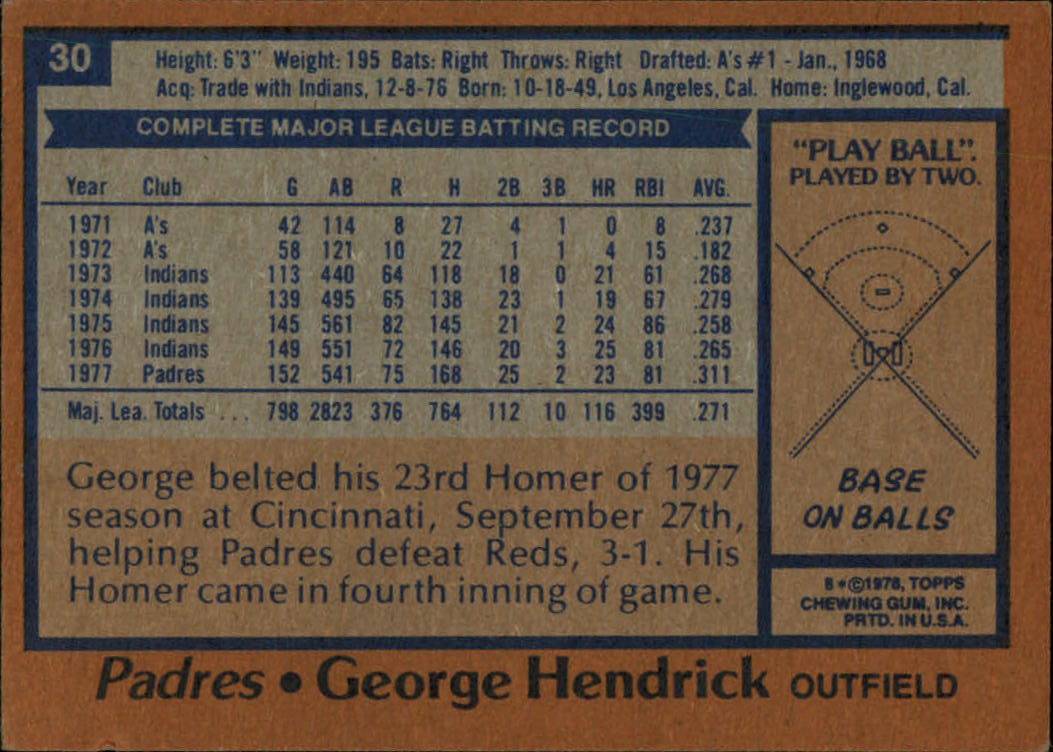 30
Height: 6'3" Weight: 195 Bats: Right Throws: Right Drafted: A's #1 - Jan., 1968
Acq: Trade with Indians, 12-8-76 Born: 10-18-49, Los Angeles, Cal. Home: Inglewood, Cal.
COMPLETE MAJOR LEAGUE BATTING RECORD
Year Club G AB R H 2B 3B HR RBI AVG.
1971 A's 42 114 8 27 4 1 0 8 .237
1972 A's 58 121 10 22 1 1 4 15 .182
1973 Indians 113 440 64 118 18 0 21 61 .268
1974 Indians 139 495 65 138 23 1 19 67 .279
1975 Indians 145 561 82 145 21 2 24 86 .258
1976 Indians 149 551 72 146 20 3 25 81 .265
1977 Padres 152 541 75 168 25 2 23 81 .311
Maj. Lea. Totals ... 798 2823 376 764 112 10 116 399 .271
George belted his 23rd Homer of 1977
season at Cincinnati, September 27th,
helping Padres defeat Reds, 3-1. His
Homer came in fourth inning of game.
"PLAY BALL".
PLAYED BY TWO.
BASE
ON BALLS
B*©1978, TOPPS
CHEWING GUM, INC.
PRTD. IN U.S.A.
Padres • George Hendrick OUTFIELD